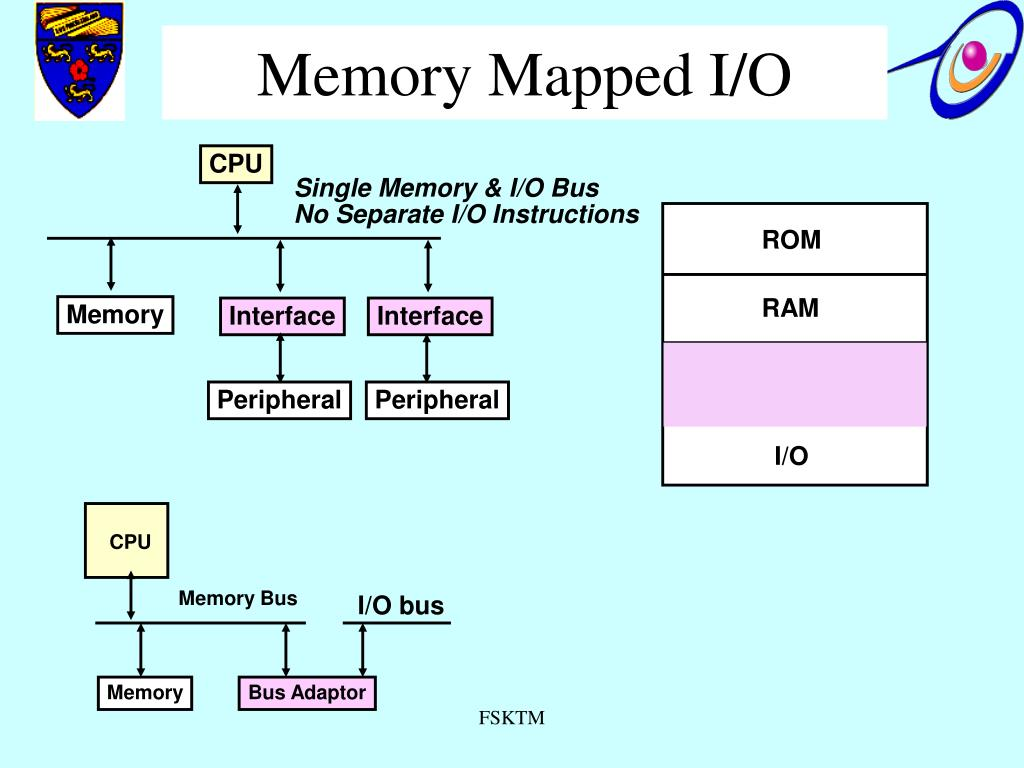 Memory Mapped I/O
CPU
Single Memory & I/O Bus
No Separate I/O Instructions
Memory
Interface
Interface
Peripheral
Peripheral
ROM
RAM
I/O
CPU
Memory Bus
I/O bus
Memory
Bus Adaptor
FSKTM